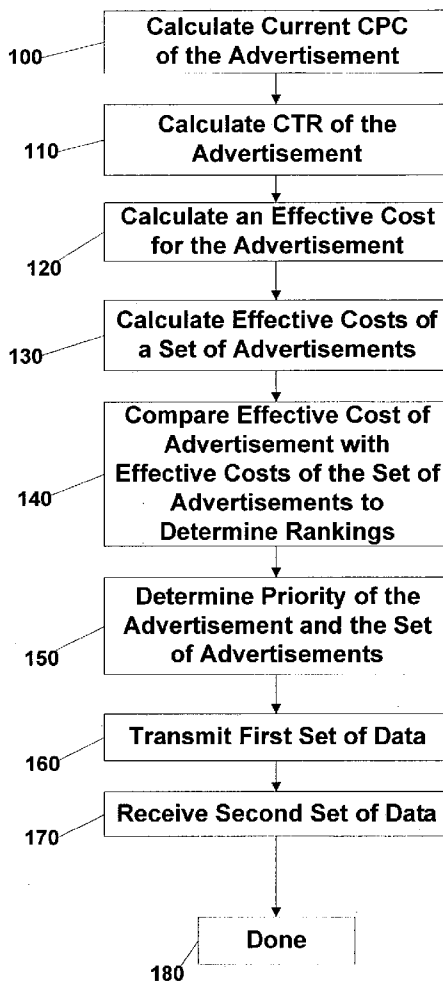 Calculate Current CPC
of the Advertisement
100
Calculate CTR of the
Advertisement
110
Calculate an Effective Cost
for the Advertisement
120
Calculate Effective Costs of
a Set of Advertisements
130
Compare Effective Cost of
Advertisement with
Effective Costs of the Set of
Advertisements to
Determine Rankings
140
Determine Priority of the
Advertisement and the Set
of Advertisements
150
Transmit First Set of Data
160
Receive Second Set of Data
170
Done
180